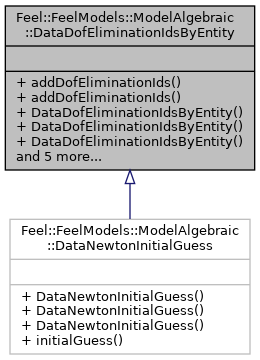 Feel::FeelModels::ModelAlgebraic
::DataDofEliminationIdsByEntity
+ addDofEliminationIds()
+ addDofEliminationIds()
+ DataDofEliminationIdsByEntity()
+ DataDofEliminationIdsByEntity()
+ DataDofEliminationIdsByEntity()
and 5 more...
Feel::FeelModels::ModelAlgebraic
::DataNewtonInitialGuess
+ DataNewtonInitialGuess()
+ DataNewtonInitialGuess()
+ DataNewtonInitialGuess()
+ initialGuess()